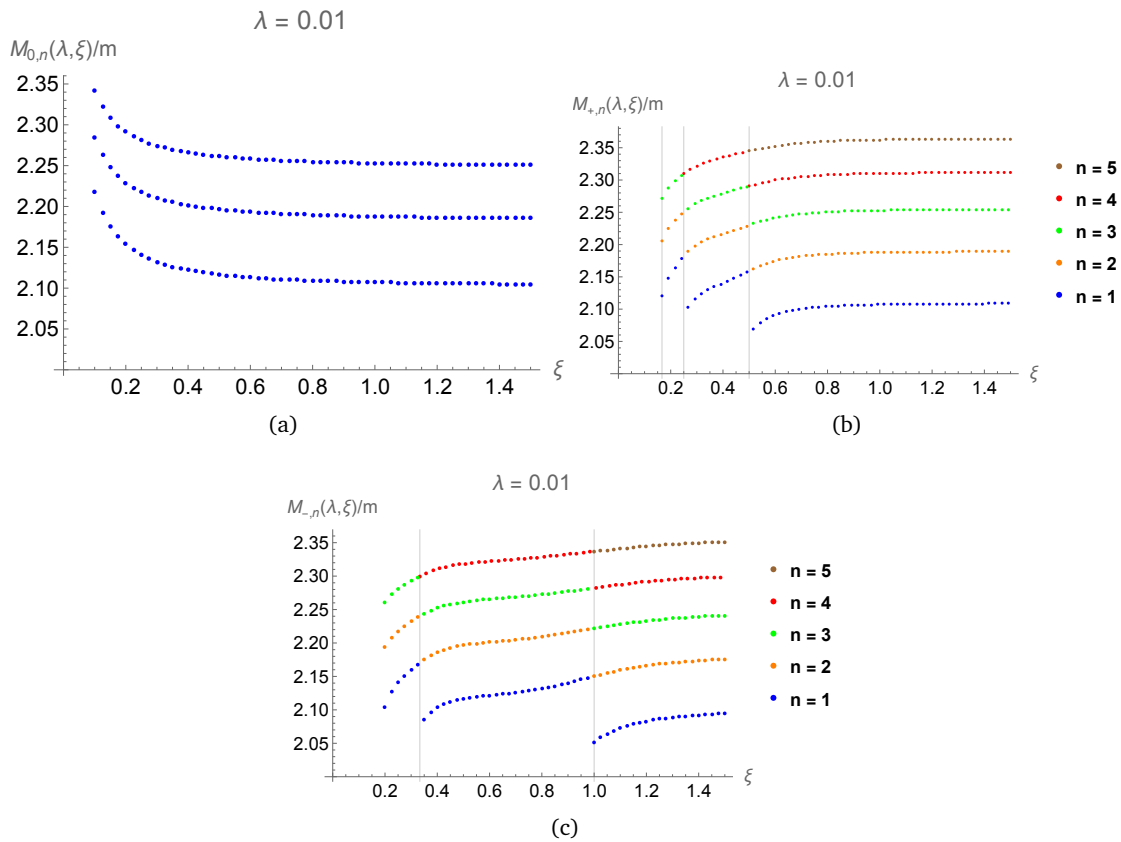 λ = 0.01
M₀,ₙ(λ,ξ)/m
2.35
2.30
2.25
2.20
2.15
2.10
2.05
0.2 0.4 0.6 0.8 1.0 1.2 1.4 ξ
(a)
λ = 0.01
M₊,ₙ(λ,ξ)/m
2.35
2.30
2.25
2.20
2.15
2.10
2.05
0.2 0.4 0.6 0.8 1.0 1.2 1.4 ξ
n = 5
n = 4
n = 3
n = 2
n = 1
(b)
λ = 0.01
M₋,ₙ(λ,ξ)/m
2.35
2.30
2.25
2.20
2.15
2.10
2.05
0.2 0.4 0.6 0.8 1.0 1.2 1.4 ξ
n = 5
n = 4
n = 3
n = 2
n = 1
(c)